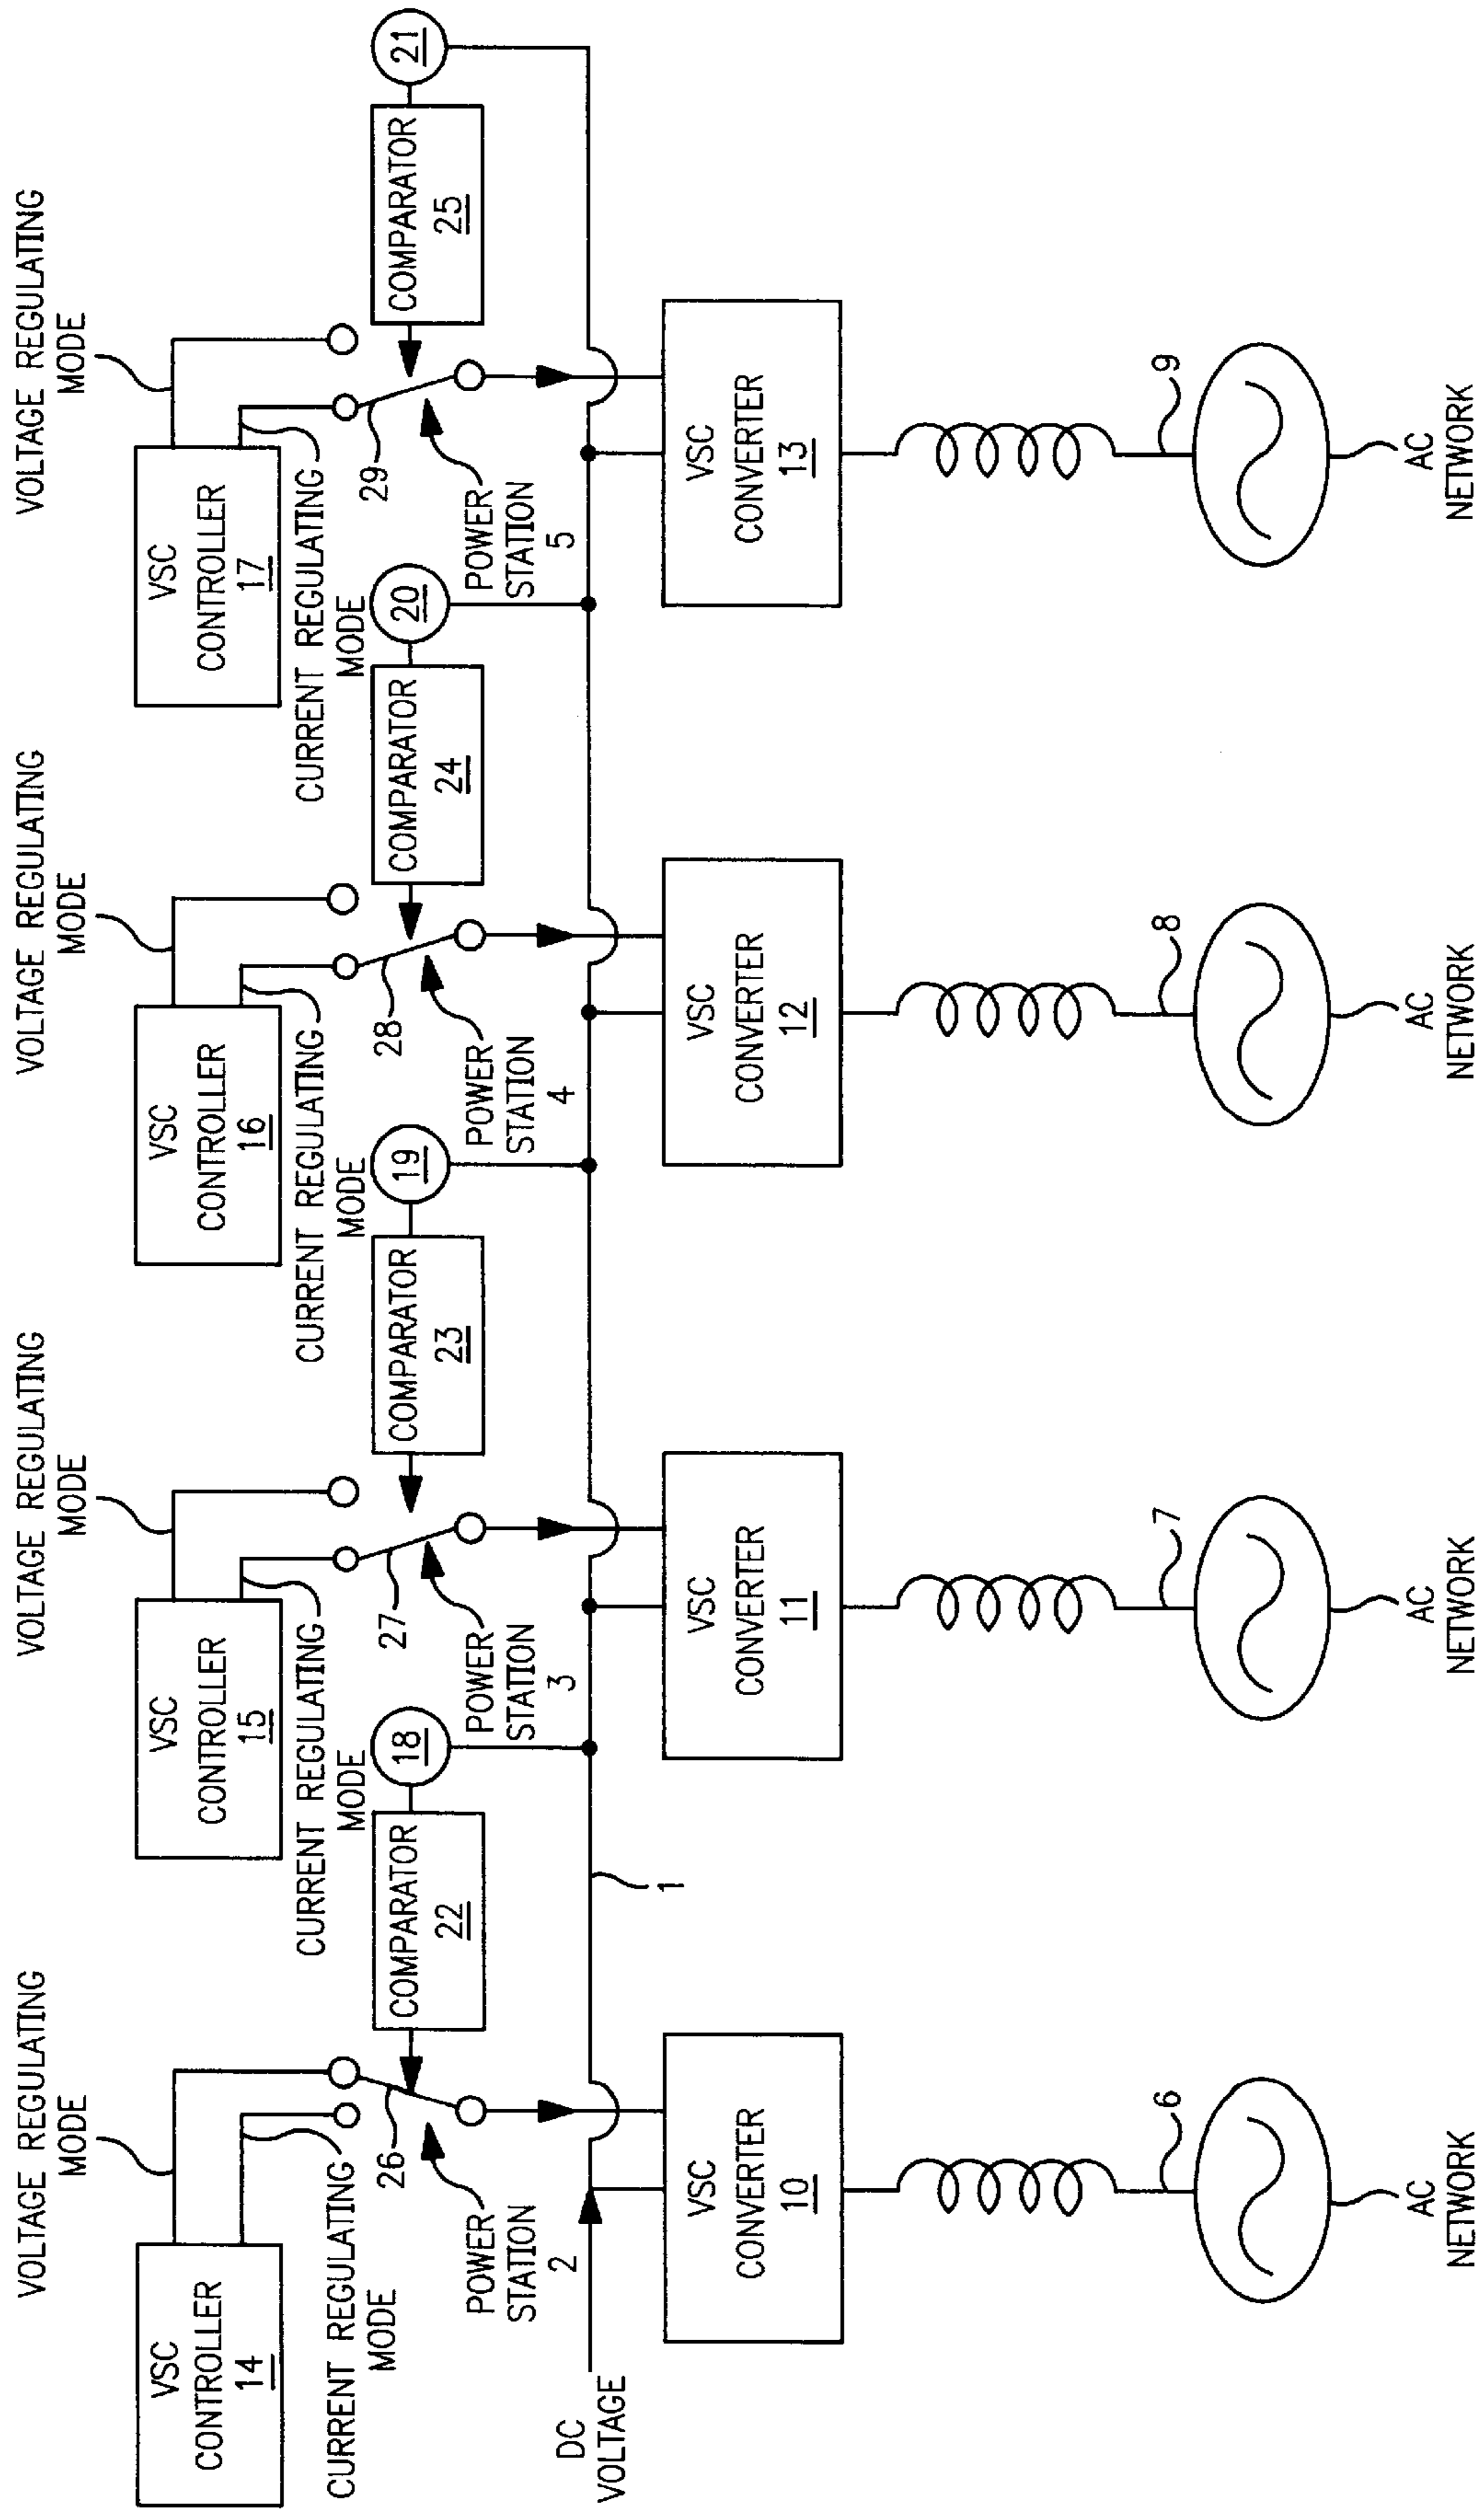 VOLTAGE REGULATING
MODE
VSC
CONTROLLER
14
CURRENT REGULATING
MODE
26
POWER
STATION
2
COMPARATOR
22
18
DC
VOLTAGE
1
VSC
CONVERTER
10
6
AC
NETWORK
VOLTAGE REGULATING
MODE
VSC
CONTROLLER
15
CURRENT REGULATING
MODE
27
POWER
STATION
3
COMPARATOR
23
19
VSC
CONVERTER
11
7
AC
NETWORK
VOLTAGE REGULATING
MODE
VSC
CONTROLLER
16
CURRENT REGULATING
MODE
28
POWER
STATION
4
COMPARATOR
24
20
VSC
CONVERTER
12
8
AC
NETWORK
VOLTAGE REGULATING
MODE
VSC
CONTROLLER
17
CURRENT REGULATING
MODE
29
POWER
STATION
5
COMPARATOR
25
21
VSC
CONVERTER
13
9
AC
NETWORK